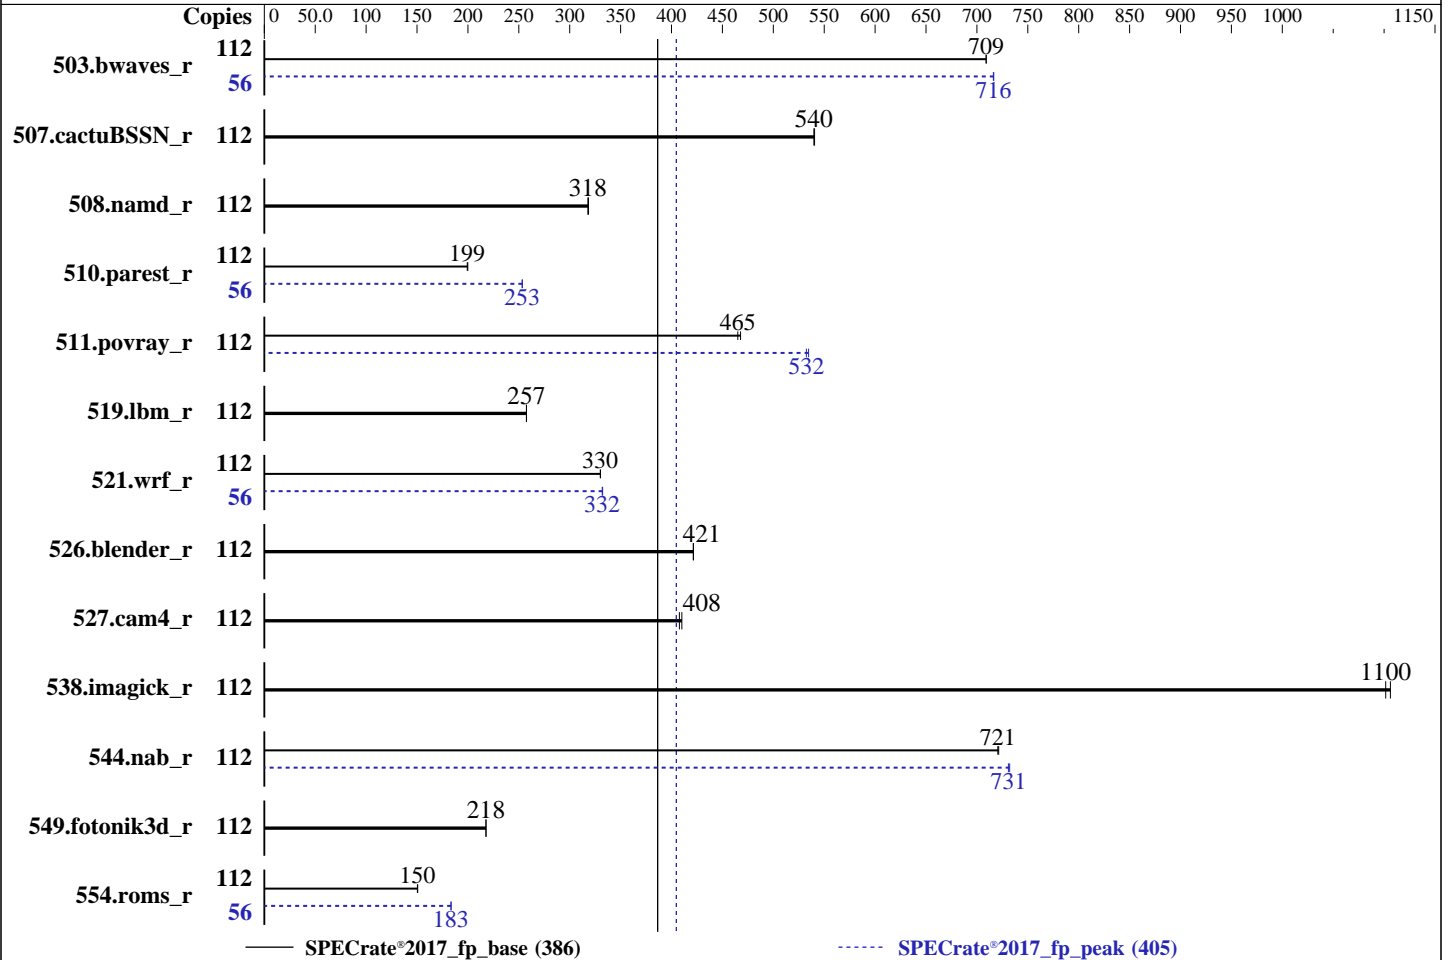 Copies 0 50.0 100 150 200 250 300 350 400 450 500 550 600 650 700 750 800 850 900 950 1000 1150
503.bwaves_r 112 709
56 716
507.cactuBSSN_r 112 540
508.namd_r 112 318
510.parest_r 112 199
56 253
511.povray_r 112 465
532
519.lbm_r 112 257
521.wrf_r 112 330
56 332
526.blender_r 112 421
527.cam4_r 112 408
538.imagick_r 112 1100
544.nab_r 112 721
731
549.fotonik3d_r 112 218
554.roms_r 112 150
56 183
SPECrate®2017_fp_base (386) SPECrate®2017_fp_peak (405)